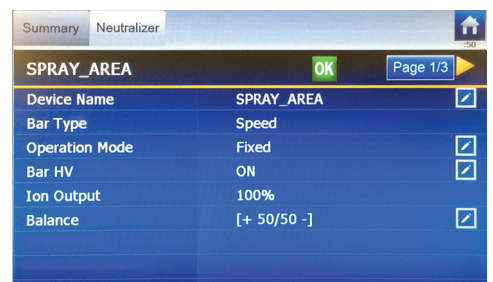 Summary Neutralizer
:50
SPRAY_AREA OK Page 1/3
Device Name SPRAY_AREA
Bar Type Speed
Operation Mode Fixed
Bar HV ON
Ion Output 100%
Balance [+ 50/50 -]